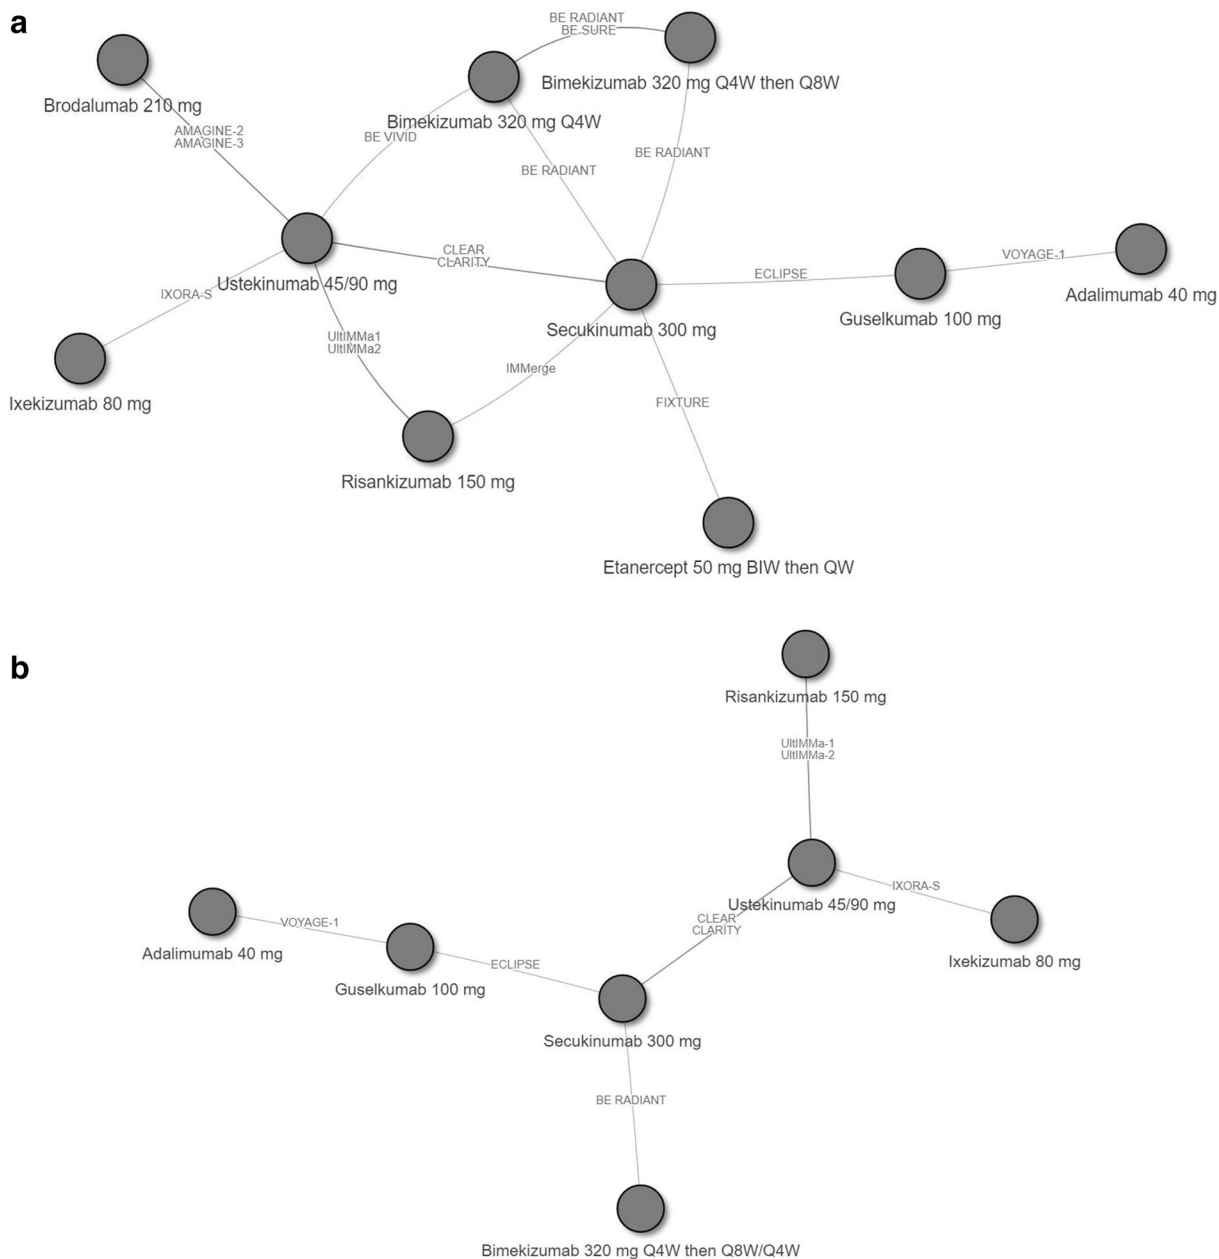 a
BE RADIANT
BE SURE
Bimekizumab 320 mg Q4W then Q8W
Brodalumab 210 mg
Bimekizumab 320 mg Q4W
AMAGINE-2
AMAGINE-3
BE VIVID
BE RADIANT
BE RADIANT
CLEAR
CLARITY
VOYAGE-1
ECLIPSE
Ustekinumab 45/90 mg
IXORA-S
Adalimumab 40 mg
Guselkumab 100 mg
Secukinumab 300 mg
UltIMMa1
UltIMMa2
IMMerge
Ixekizumab 80 mg
FIXTURE
Risankizumab 150 mg
Etanercept 50 mg BIW then QW
b
Risankizumab 150 mg
UltIMMa-1
UltIMMa-2
IXORA-S
Ustekinumab 45/90 mg
CLEAR
CLARITY
VOYAGE-1
Adalimumab 40 mg
Ixekizumab 80 mg
ECLIPSE
Guselkumab 100 mg
Secukinumab 300 mg
BE RADIANT
Bimekizumab 320 mg Q4W then Q8W/Q4W